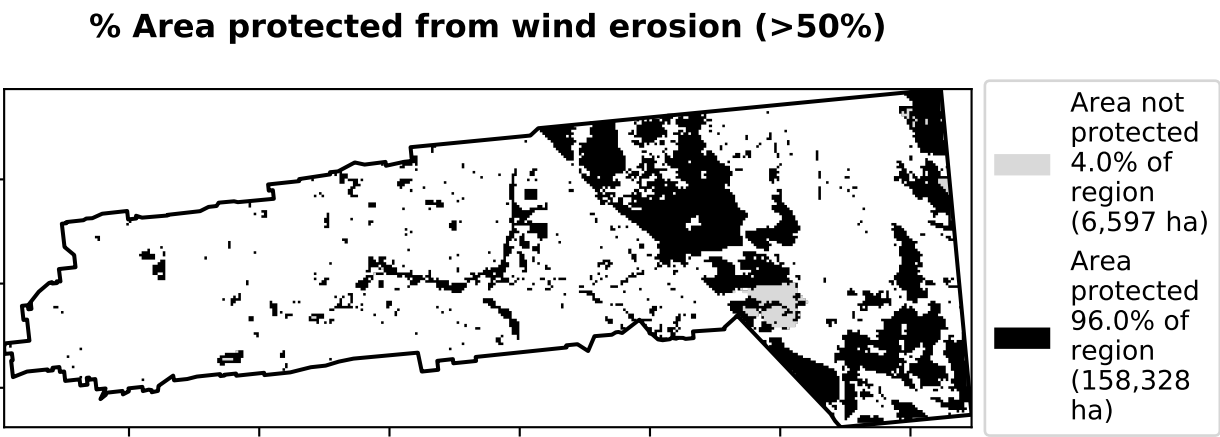 % Area protected from wind erosion (>50%)
Area not
protected
4.0% of
region
(6,597 ha)
Area
protected
96.0% of
region
(158,328
ha)